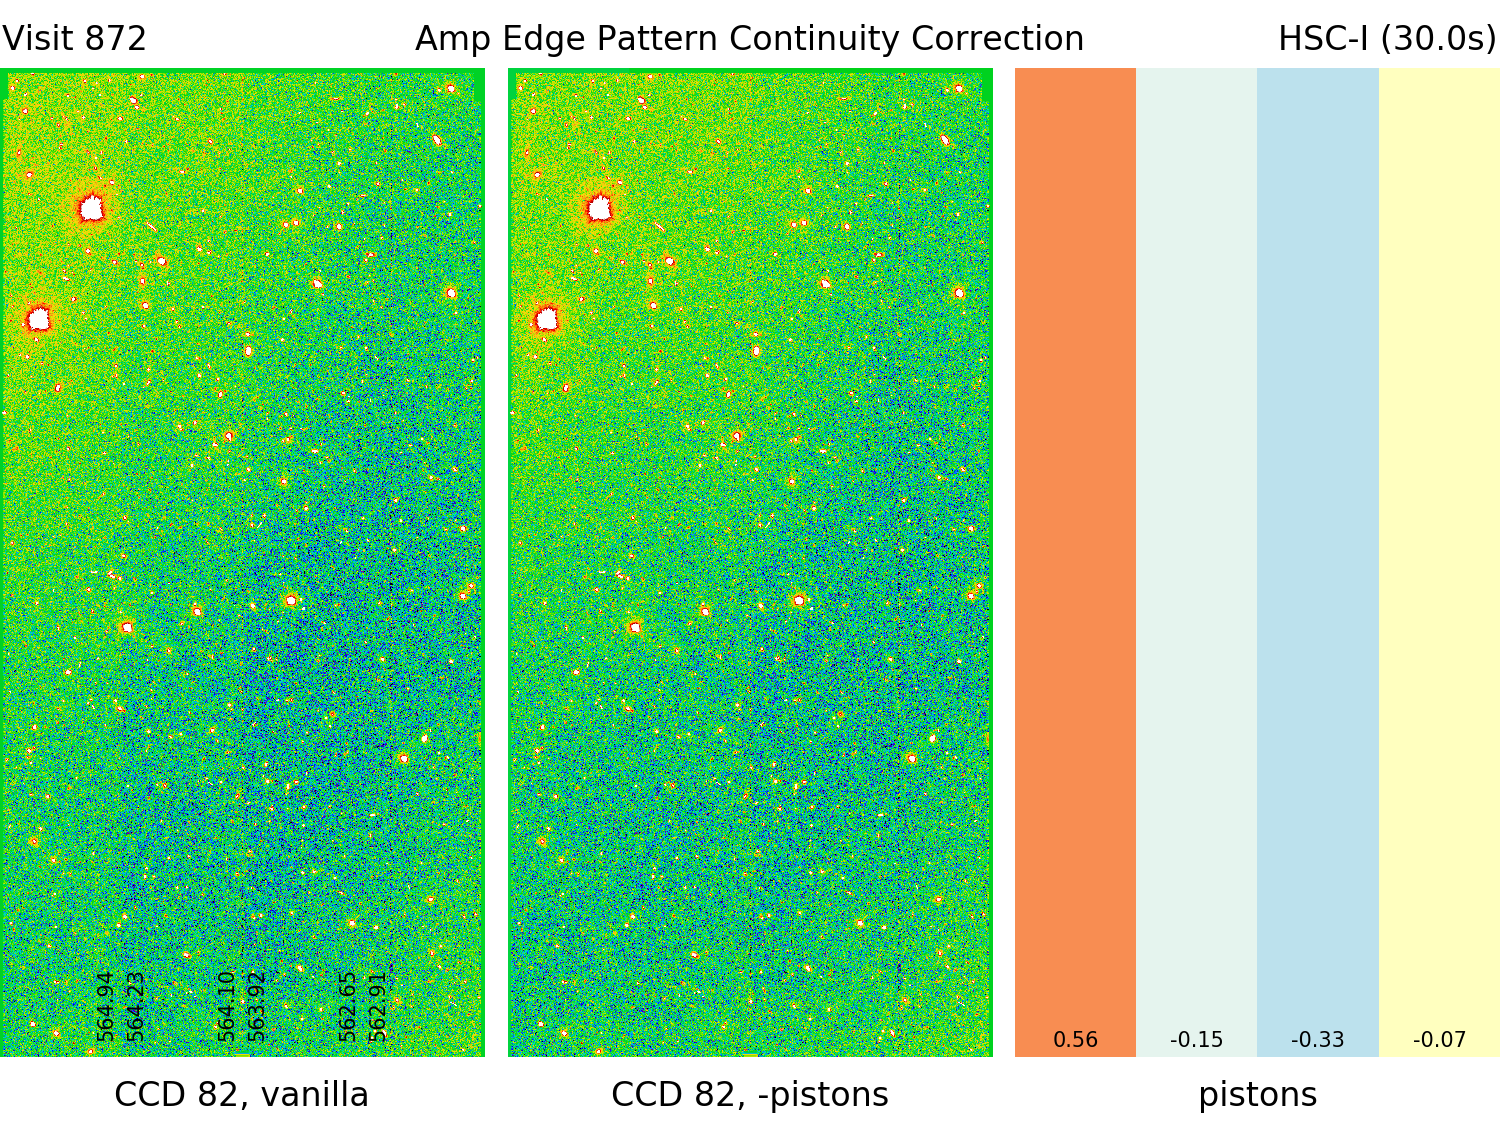 Visit 872
Amp Edge Pattern Continuity Correction
HSC-I (30.0s)
564.94
564.23
564.10
563.92
562.65
562.91
0.56
-0.15
-0.33
-0.07
CCD 82, vanilla
CCD 82, -pistons
pistons